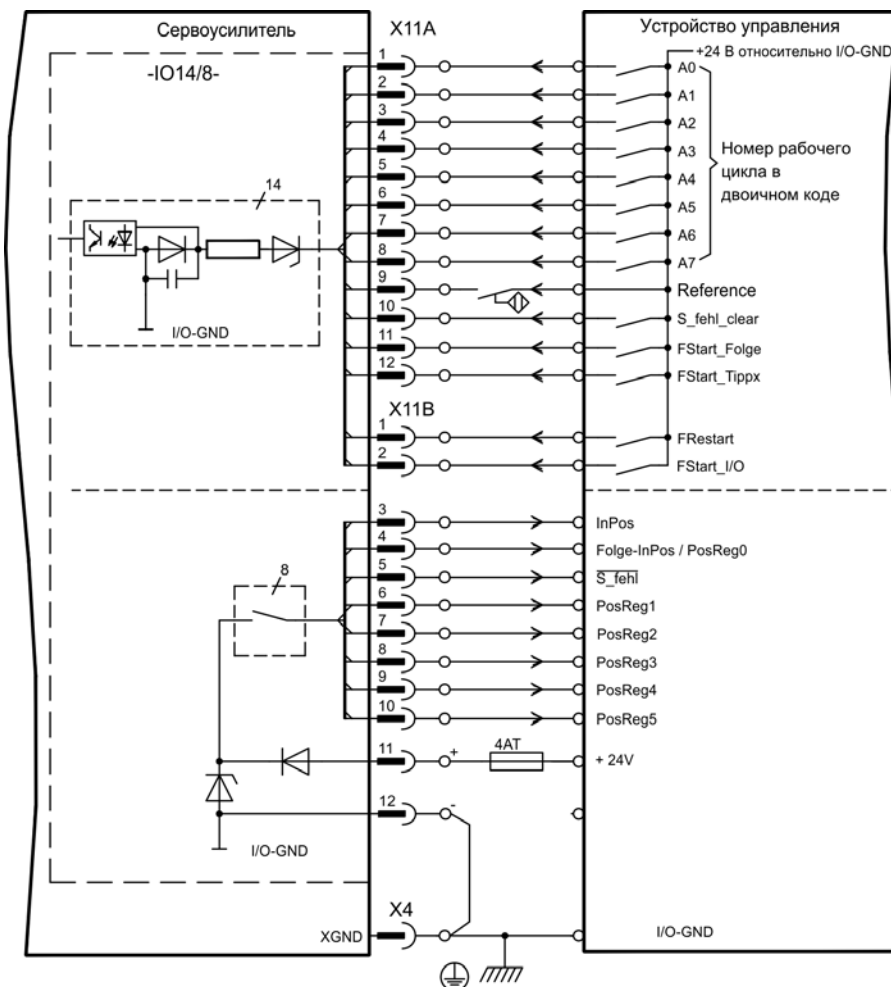 Сервоусилитель
X11A
Устройство управления
-IO14/8-
+24 В относительно I/O-GND
1
A0
2
A1
3
A2
4
A3
Номер рабочего
цикла в
двоичном коде
5
A4
14
6
A5
7
A6
8
A7
9
Reference
10
S_fehl_clear
I/O-GND
11
FStart_Folge
12
FStart_Tippx
X11B
1
FRestart
2
FStart_I/O
3
InPos
4
Folge-InPos / PosReg0
5
S_fehl
8
6
PosReg1
7
PosReg2
8
PosReg3
9
PosReg4
10
PosReg5
11
+
4AT
+ 24V
12
-
I/O-GND
X4
XGND
I/O-GND